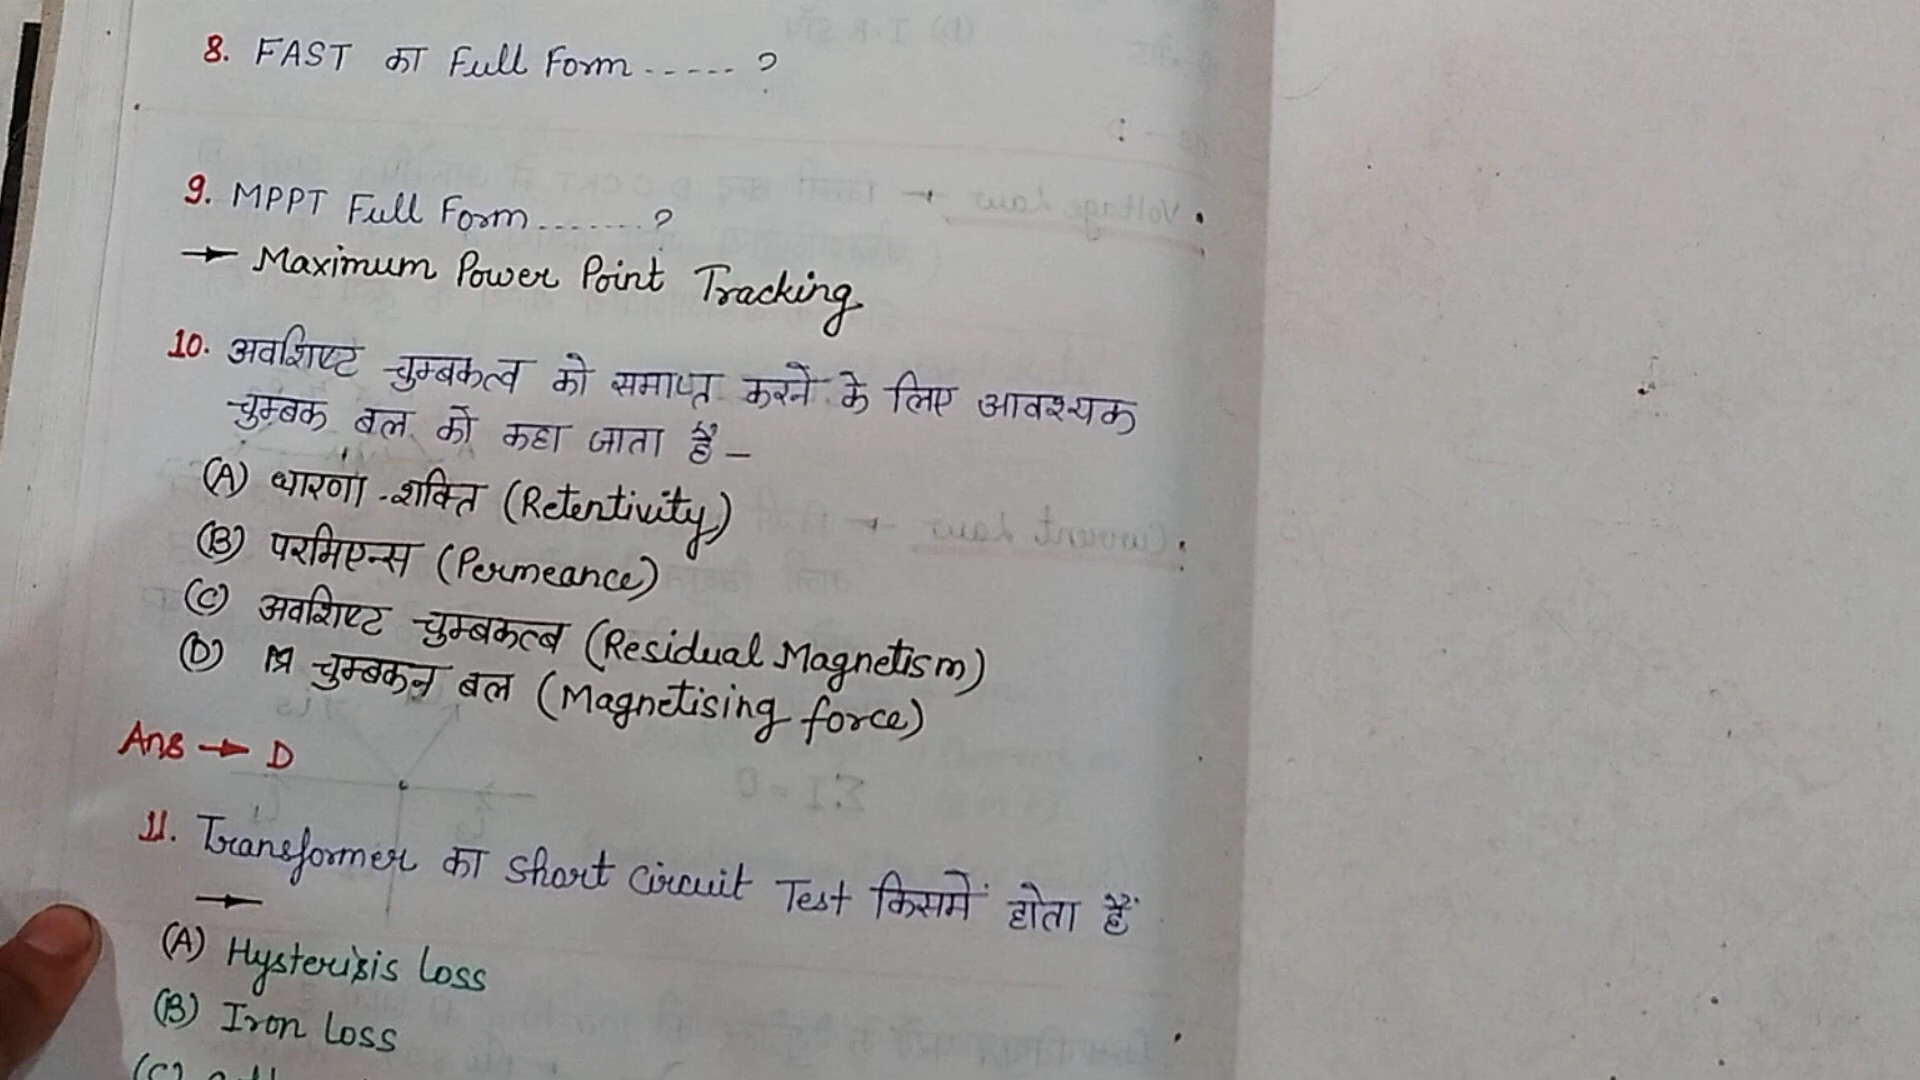 8. FAST का Full Form ...... ?
9. MPPT Full Form ....... ?
→ Maximum Power Point Tracking
10. अवशिष्ट चुम्बकत्व को समाप्त करने के लिए आवश्यक
चुम्बक बल को कहा जाता है -
(A) धारणा - शक्ति (Retentivity)
(B) परमिएन्स (Permeance)
(C) अवशिष्ट चुम्बकत्ब (Residual Magnetism)
(D) चुम्बकन बल (Magnetising force)
Ans → D
11. Transformer का Short Circuit Test किसमें होता है
→
(A) Hysterisis Loss
(B) Iron Loss
(C)